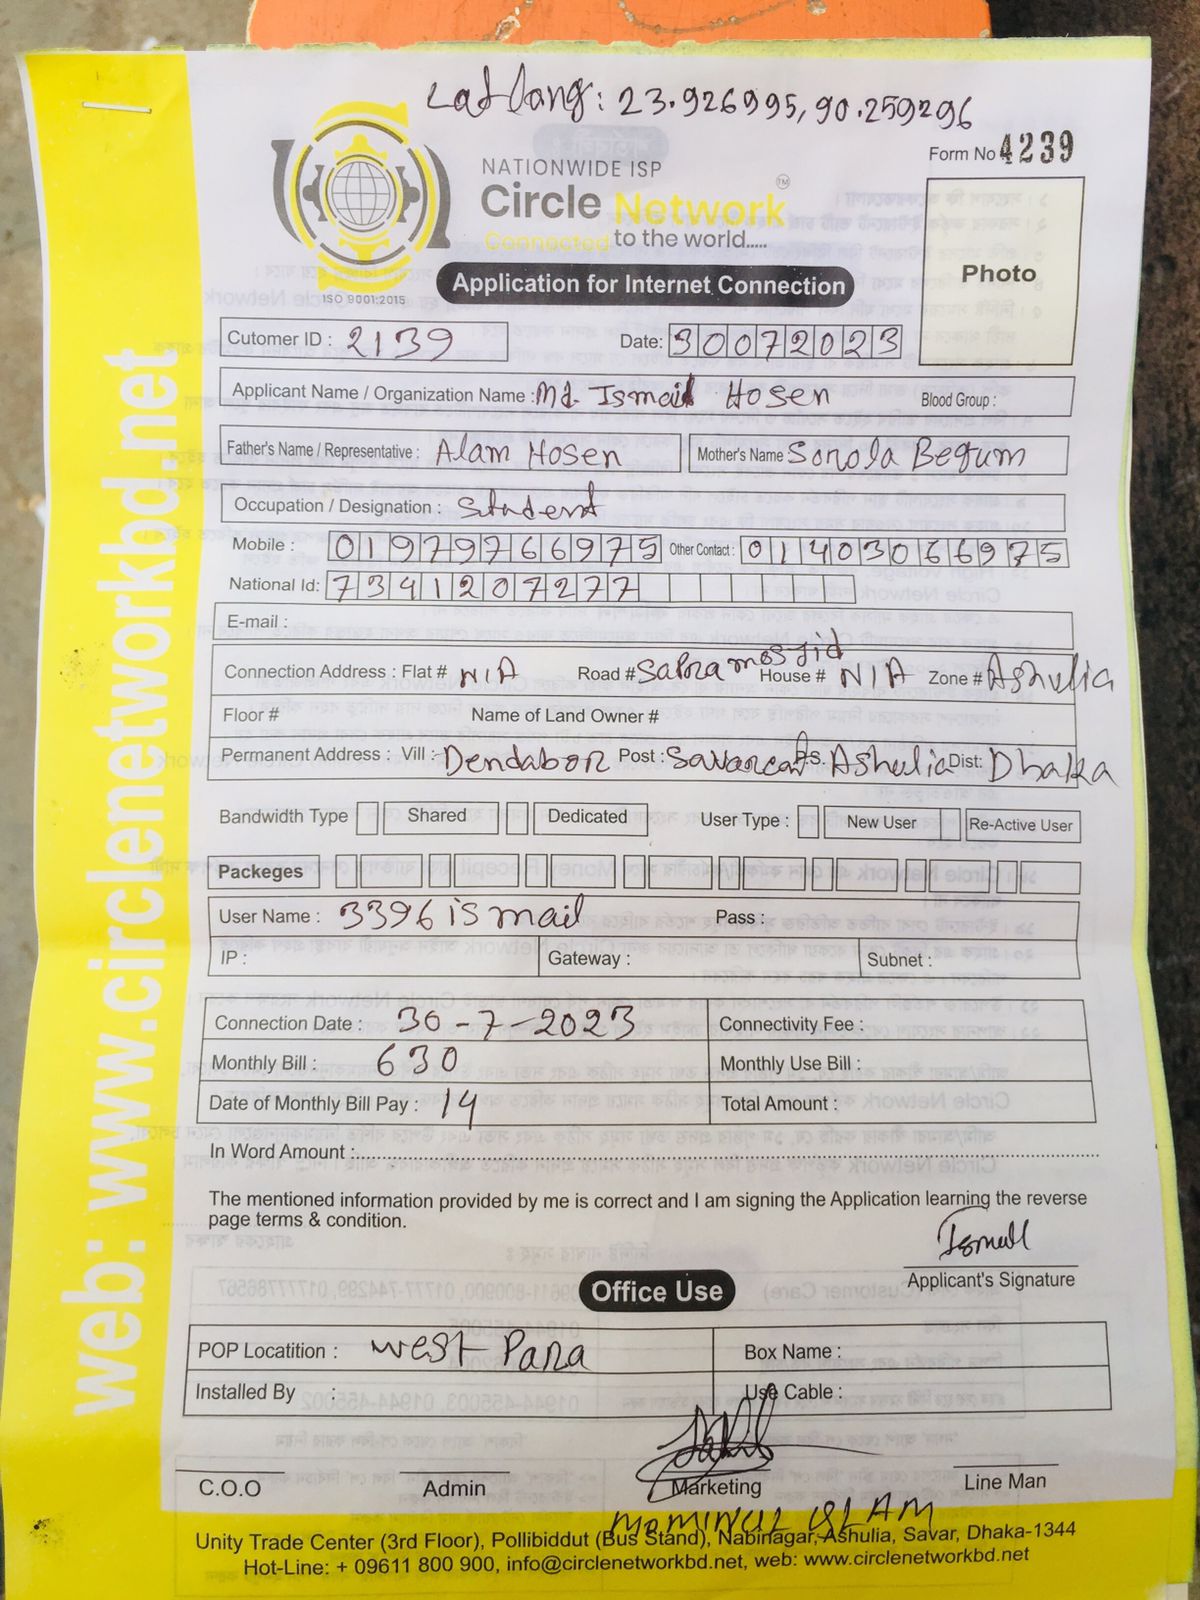 Lat Lang: 23.926995, 90.259296
Form No 4239
NATIONWIDE ISP
Circle Network TM
Connected to the world.....
ISO 9001:2015
Application for Internet Connection
Photo
Cutomer ID : 2139 Date: 30072023
Applicant Name / Organization Name : Md. Ismail Hosen Blood Group :
Father's Name / Representative : Alam Hosen Mother's Name Sorola Begum
Occupation / Designation : Student
Mobile : 01979766975 Other Contact : 01403066975
National Id: 7341207277
E-mail :
Connection Address : Flat # N/A Road # Sabra mosjid House # N/A Zone # Ashulia
Floor # Name of Land Owner #
Permanent Address : Vill : Dendabor Post : Savarcant P.S. Ashulia Dist: Dhaka
Bandwidth Type Shared Dedicated User Type : New User Re-Active User
Packeges
User Name : 3396ismail Pass :
IP : Gateway : Subnet :
Connection Date : 30-7-2023 Connectivity Fee :
Monthly Bill : 630 Monthly Use Bill :
Date of Monthly Bill Pay : 14 Total Amount :
In Word Amount :
The mentioned information provided by me is correct and I am signing the Application learning the reverse
page terms & condition.
Ismail
Applicant's Signature
Office Use
POP Locatition : West Para Box Name :
Installed By : Use Cable :
C.O.O Admin Marketing Line Man
MOMINUL ISLAM
Unity Trade Center (3rd Floor), Pollibiddut (Bus Stand), Nabinagar, Ashulia, Savar, Dhaka-1344
Hot-Line: + 09611 800 900, info@circlenetworkbd.net, web: www.circlenetworkbd.net
web: www.circlenetworkbd.net